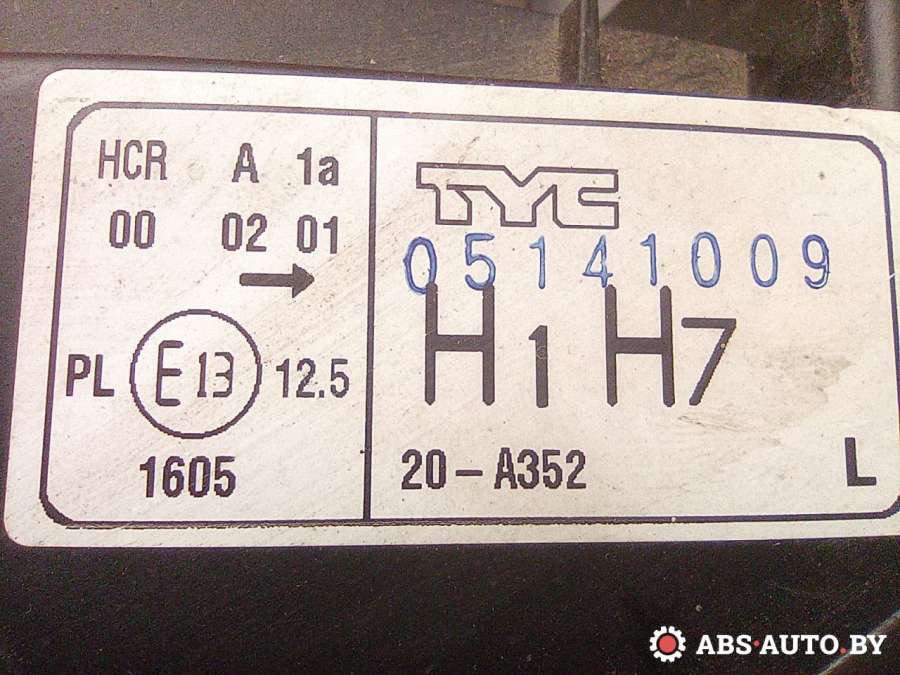 HCR A 1a
00 02 01
→
PL E13 12.5
1605
TYC
05141009
H1 H7
20-A352 L
ABS-AUTO.BY